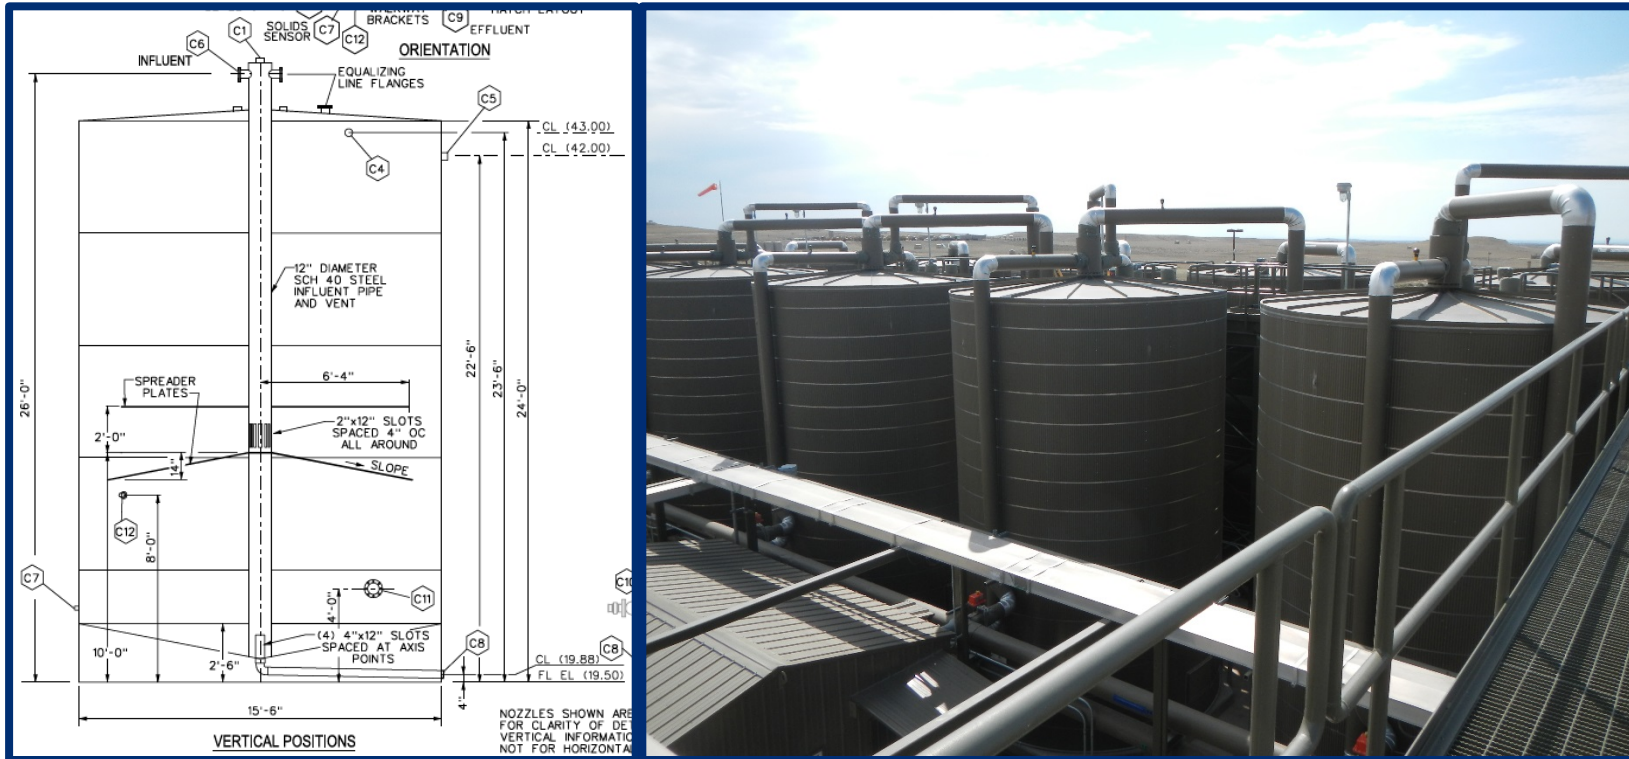 BRACKETS
C9
HATCH LAYOUT
C1
SOLIDS
SENSOR
C7
C12
EFFLUENT
ORIENTATION
C6
INFLUENT
EQUALIZING
LINE FLANGES
C5
CL (43.00)
CL (42.00)
C4
12" DIAMETER
SCH 40 STEEL
INFLUENT PIPE
AND VENT
26'-0"
22'-6"
23'-6"
24'-0"
6'-4"
SPREADER
PLATES
2'-0"
2"x12" SLOTS
SPACED 4" OC
ALL AROUND
14"
SLOPE
C12
8'-0"
C7
4'-0"
C11
C10
(4) 4"x12" SLOTS
SPACED AT AXIS
POINTS
C8
C8
10'-0"
2'-6"
CL (19.88)
FL EL (19.50)
4"
15'-6"
VERTICAL POSITIONS
NOZZLES SHOWN ARE
FOR CLARITY OF DET
VERTICAL INFORMATIO
NOT FOR HORIZONTAL